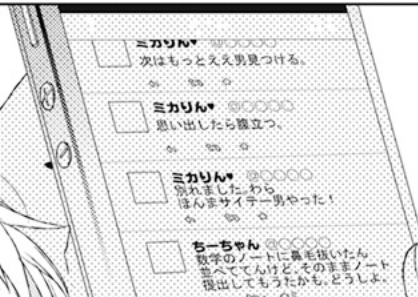 ミカりん♥ @○○○○
次はもっとええ男見つける。
ミカりん♥ @○○○○
思い出したら腹立つ。
ミカりん♥ @○○○○
別れました。わら
ほんまサイテー男やった!
ちーちゃん @○○○○
数学のノートに鼻毛抜いたん
並べててんけど、そのままノート
提出してもうたかも。どうしよ。